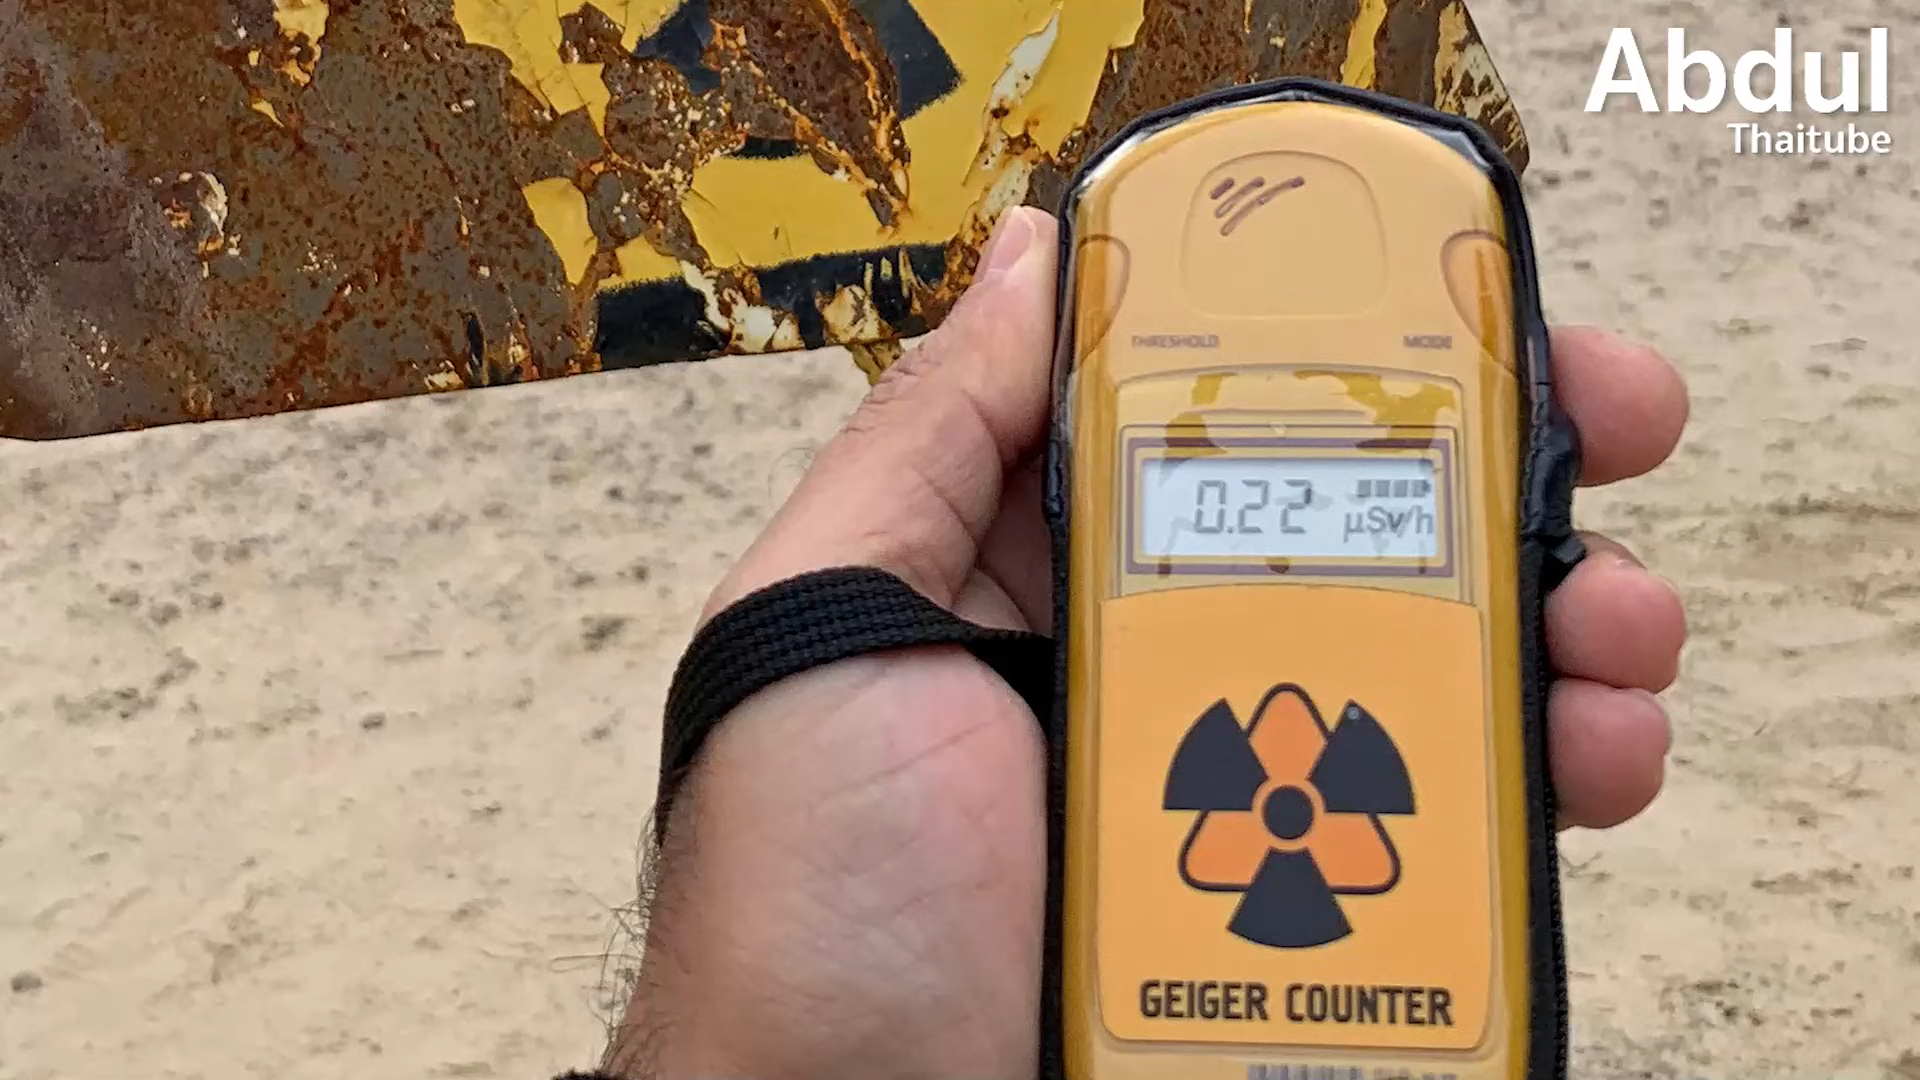 Abdul
Thaitube
THRESHOLD
MODE
0.22
µSv/h
GEIGER COUNTER